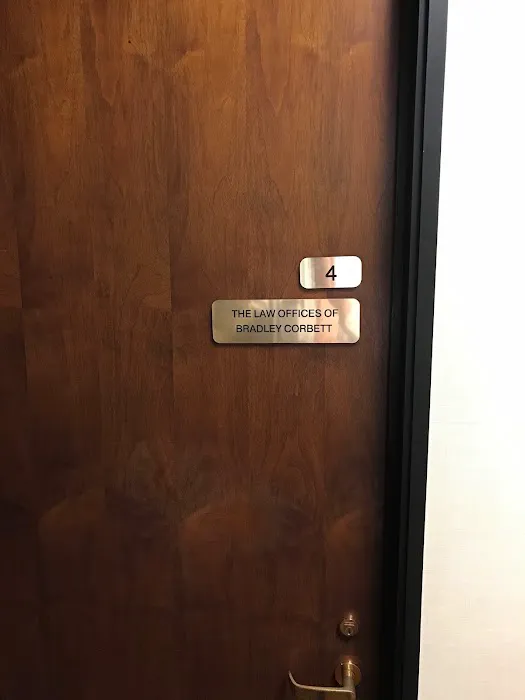 4
THE LAW OFFICES OF
BRADLEY CORBETT